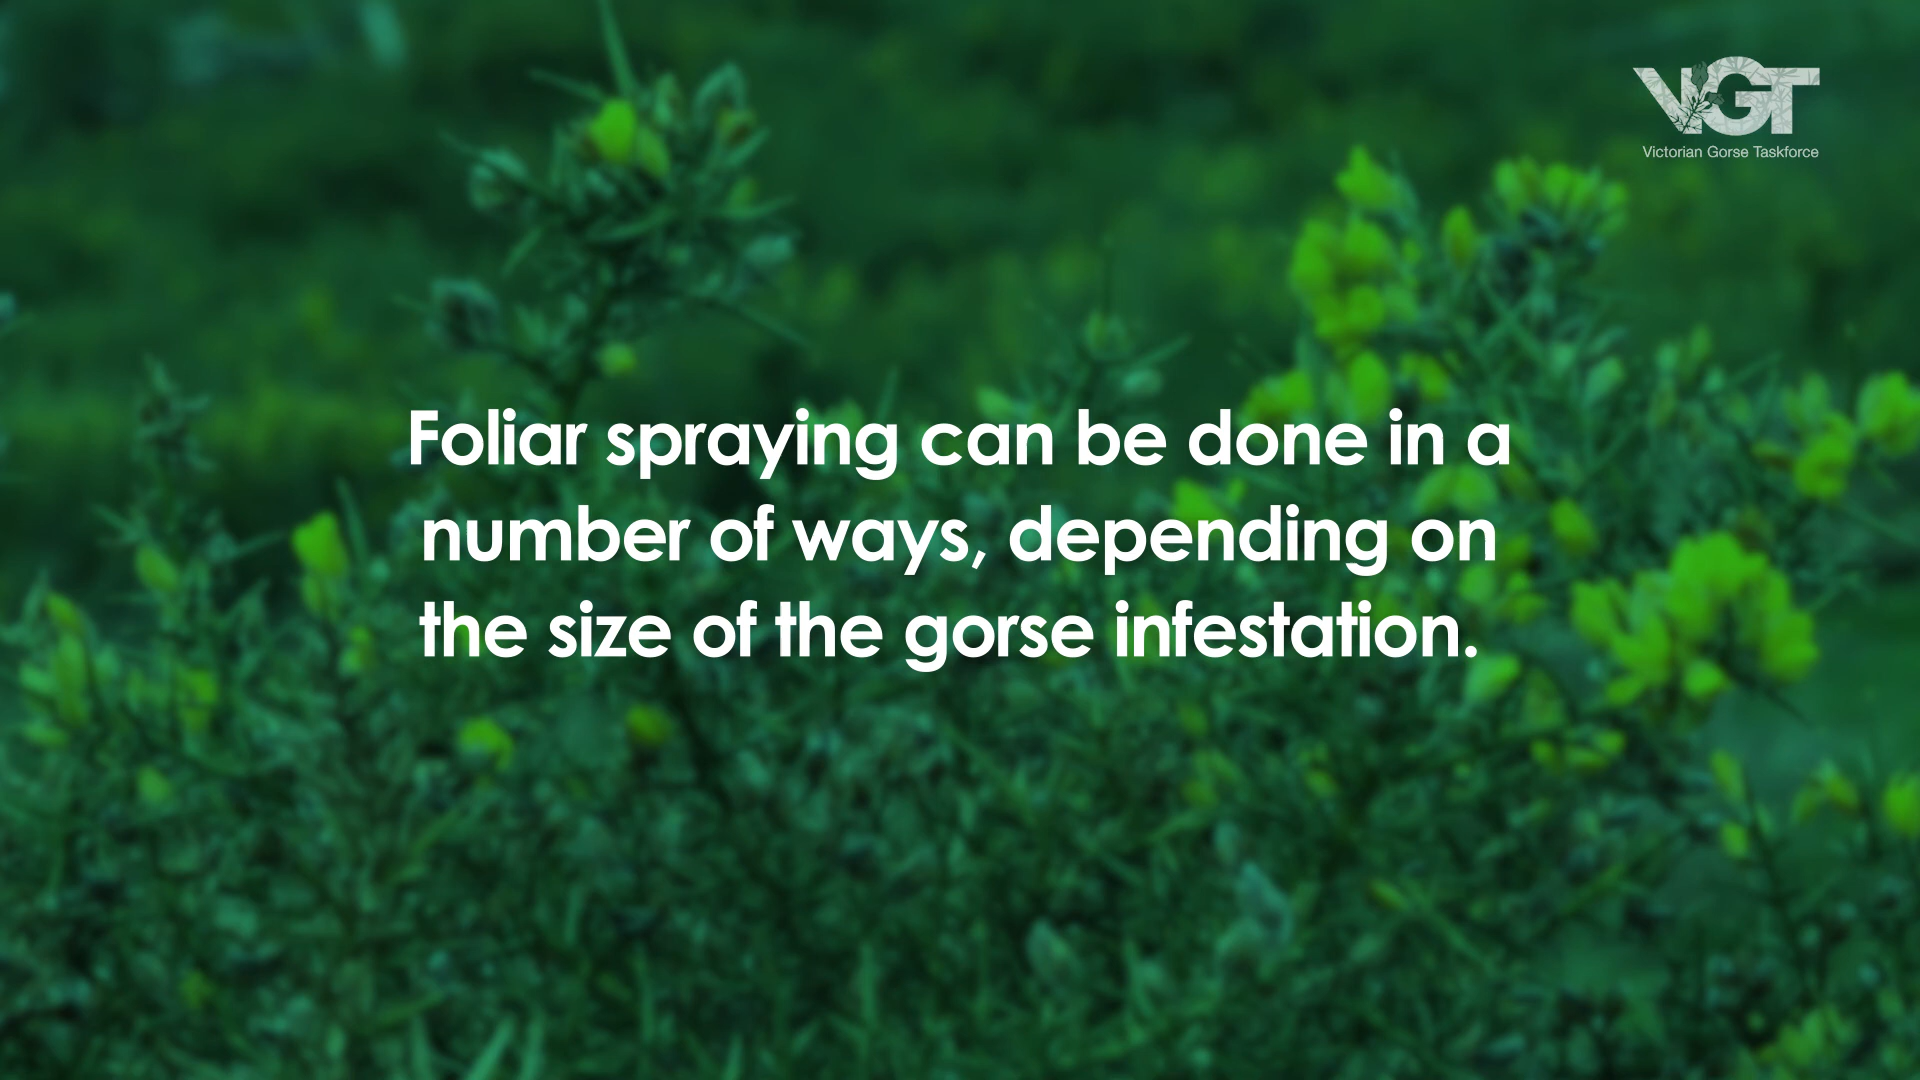 VGT
Victorian Gorse Taskforce
Foliar spraying can be done in a
number of ways, depending on
the size of the gorse infestation.